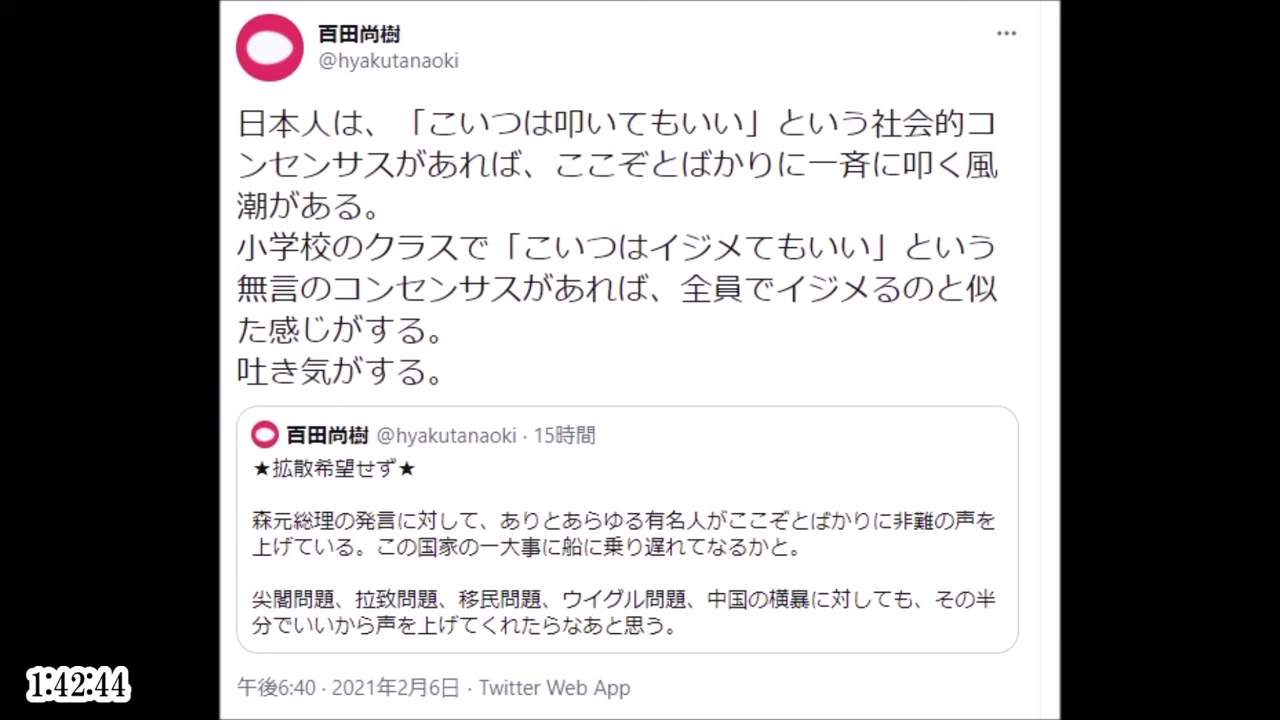 百田尚樹
@hyakutanaoki
日本人は、「こいつは叩いてもいい」という社会的コ
ンセンサスがあれば、ここぞとばかりに一斉に叩く風
潮がある。
小学校のクラスで「こいつはイジメてもいい」という
無言のコンセンサスがあれば、全員でイジメるのと似
た感じがする。
吐き気がする。
百田尚樹 @hyakutanaoki · 15時間
★拡散希望せず★
森元総理の発言に対して、ありとあらゆる有名人がここぞとばかりに非難の声を
上げている。この国家の一大事に船に乗り遅れてなるかと。
尖閣問題、拉致問題、移民問題、ウイグル問題、中国の横暴に対しても、その半
分でいいから声を上げてくれたらなあと思う。
午後6:40 · 2021年2月6日 · Twitter Web App
1:42:44